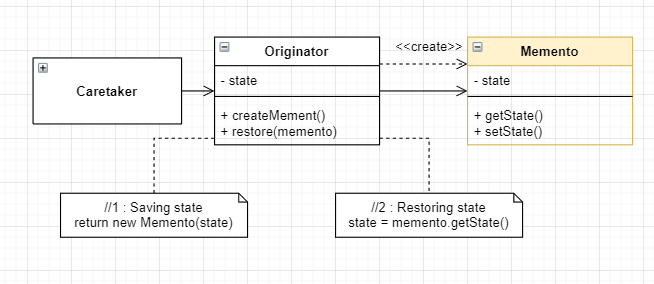 Caretaker
Originator
- state
+ createMement()
+ restore(memento)
<<create>>
Memento
- state
+ getState()
+ setState()
//1 : Saving state
return new Memento(state)
//2 : Restoring state
state = memento.getState()